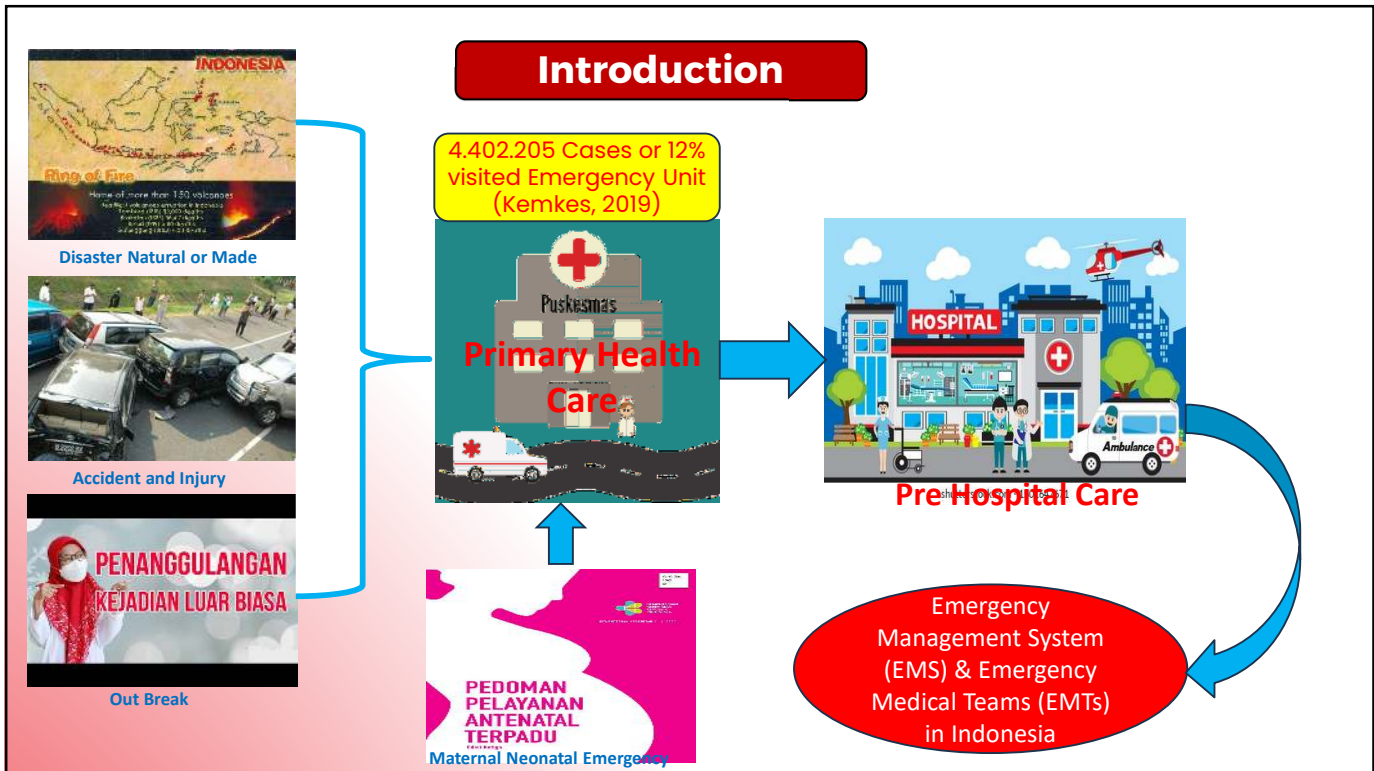 Introduction
INDONESIA
Ring of Fire
Home of more than 150 volcanoes
Disaster Natural or Made
Accident and Injury
PENANGGULANGAN
KEJADIAN LUAR BIASA
Out Break
4.402.205 Cases or 12%
visited Emergency Unit
(Kemkes, 2019)
Puskesmas
Primary Health
Care
PEDOMAN
PELAYANAN
ANTENATAL
TERPADU
Maternal Neonatal Emergency
HOSPITAL
Ambulance
Pre Hospital Care
Emergency
Management System
(EMS) & Emergency
Medical Teams (EMTs)
in Indonesia